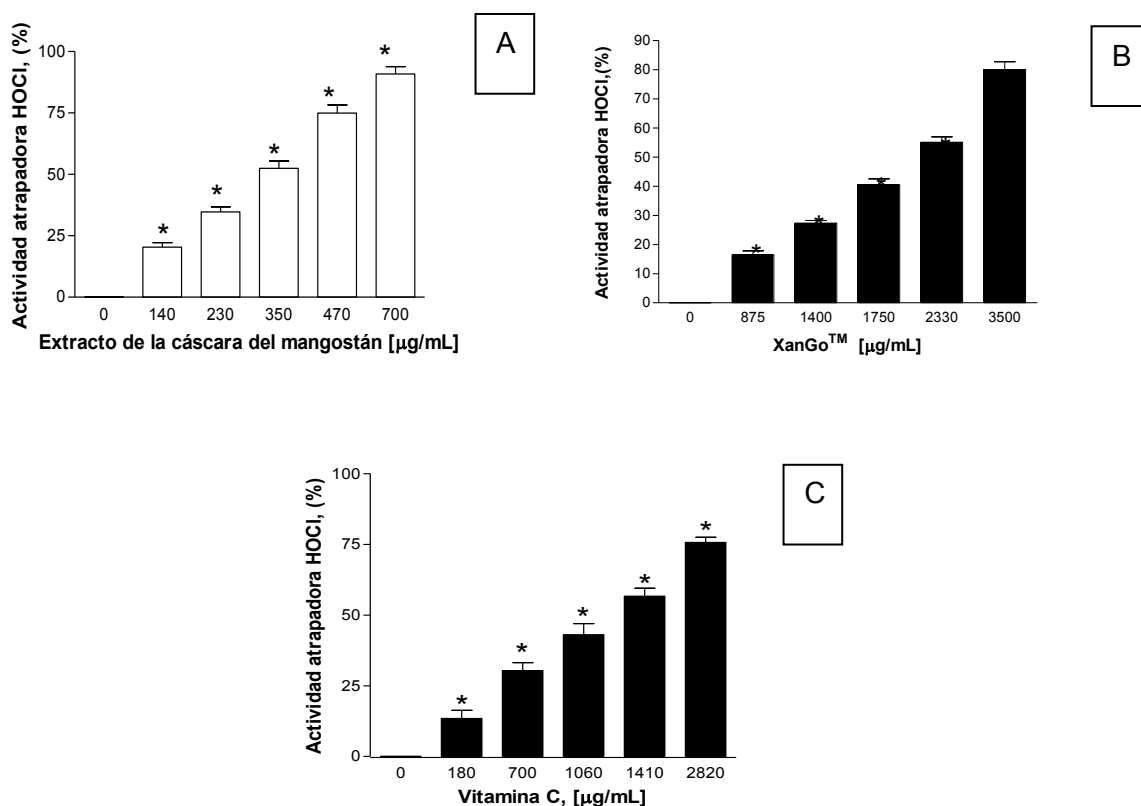 A
Actividad atrapadora HOCl, (%)
100
75
50
25
0
* * * * *
0 140 230 350 470 700
Extracto de la cáscara del mangostán [μg/mL]
B
Actividad atrapadora HOCl,(%)
90
80
70
60
50
40
30
20
10
0
* * * *
0 875 1400 1750 2330 3500
XanGo™ [μg/mL]
C
Actividad atrapadora HOCl, (%)
100
75
50
25
0
* * * * *
0 180 700 1060 1410 2820
Vitamina C, [μg/mL]